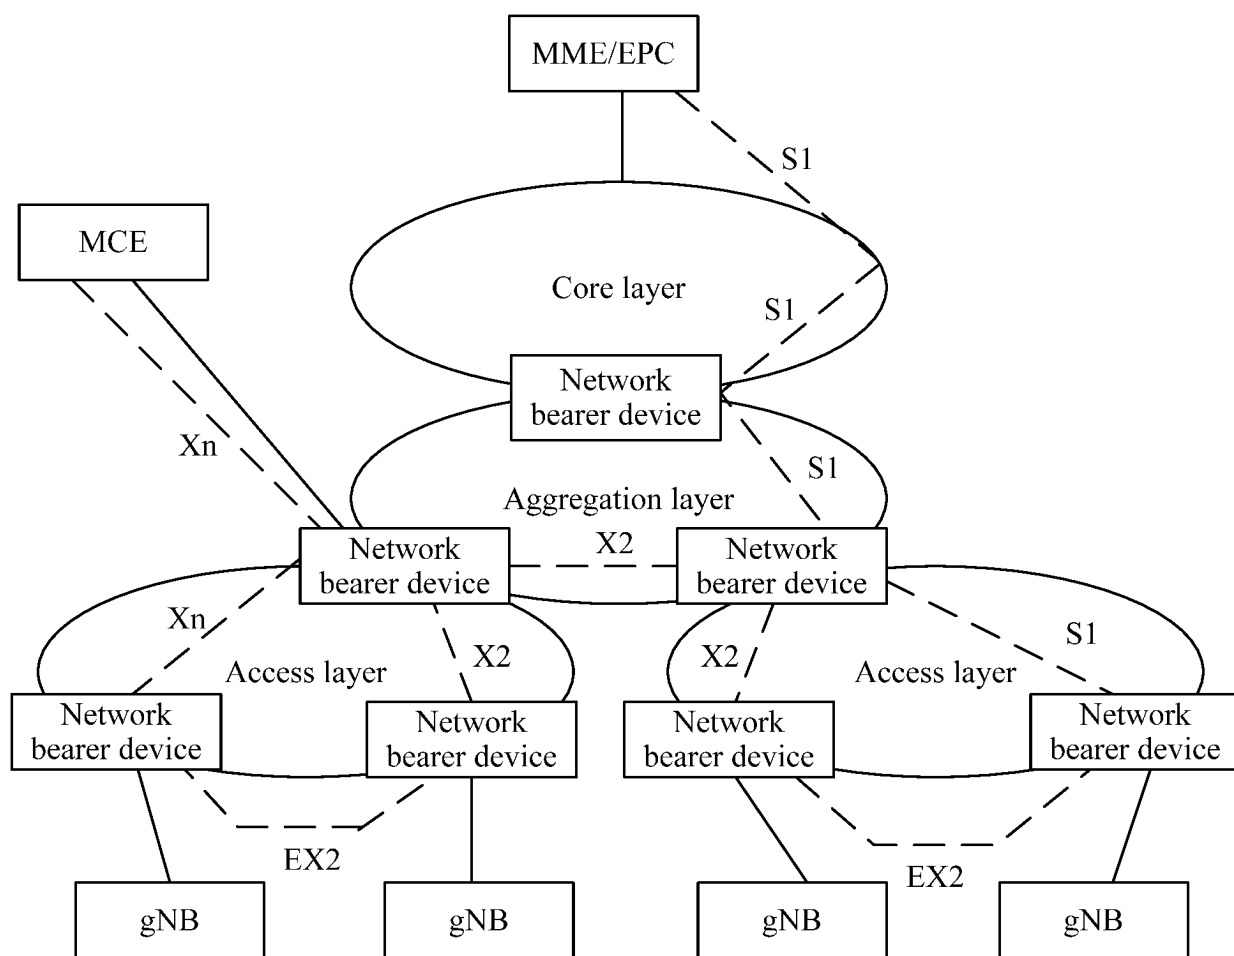 MME/EPC
S1
MCE
Core layer
S1
Network
bearer device
Xn
S1
Aggregation layer
X2
Network
bearer device
Network
bearer device
Xn
X2
Access layer
X2
S1
Access layer
Network
bearer device
Network
bearer device
Network
bearer device
Network
bearer device
EX2
EX2
gNB
gNB
gNB
gNB